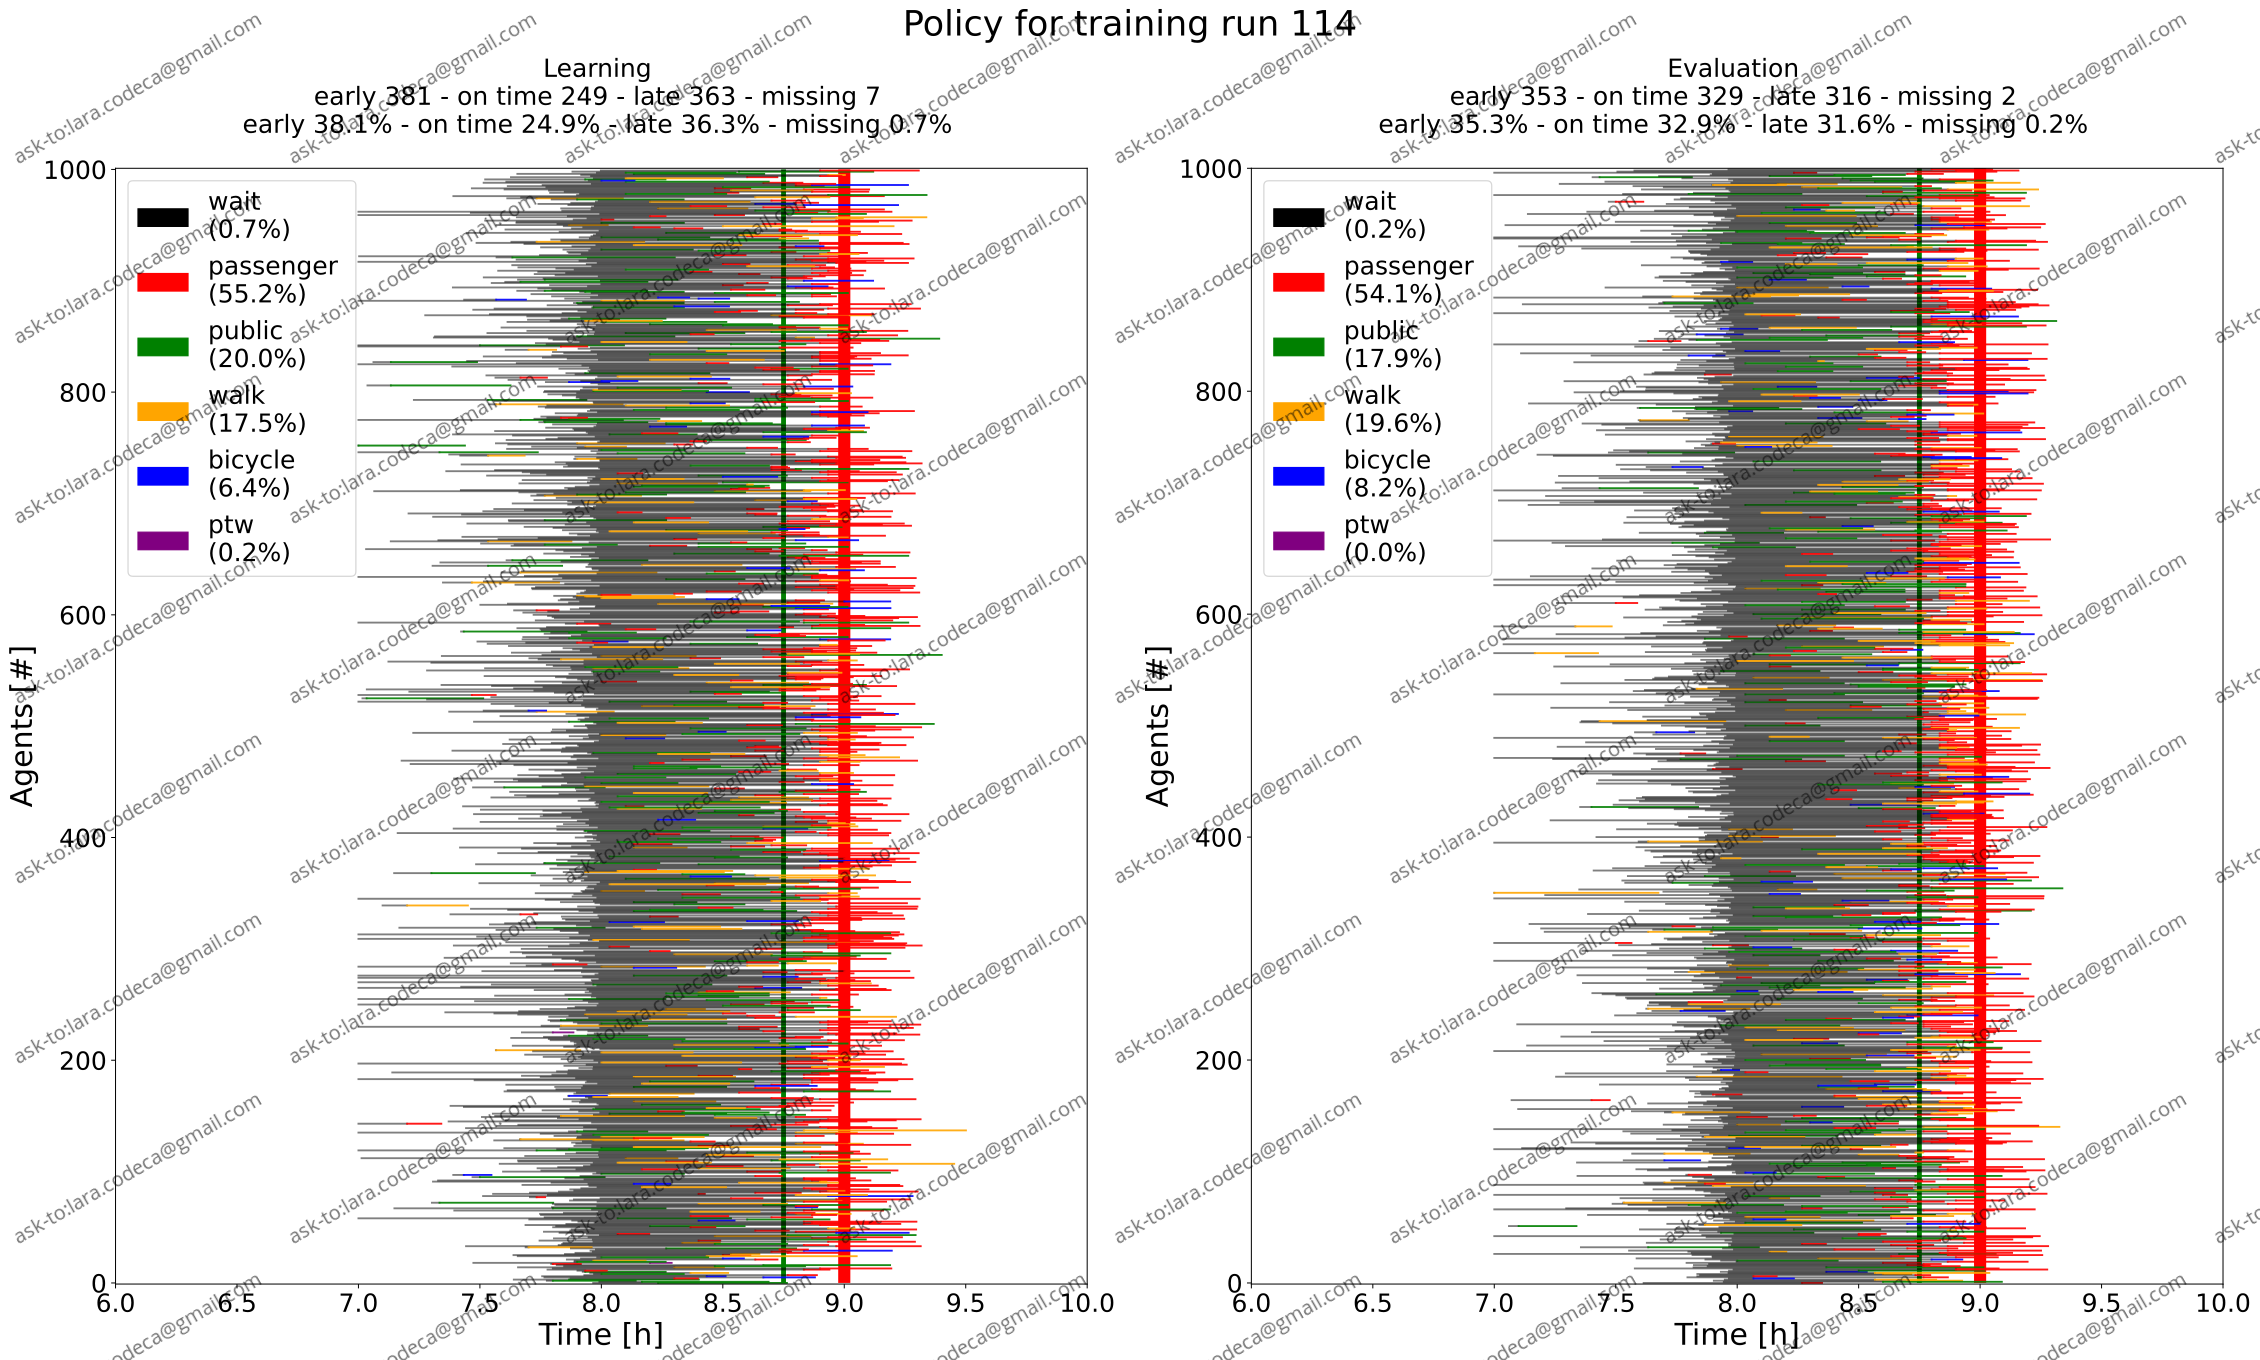 Policy for training run 114
Learning
early 381 - on time 249 - late 363 - missing 7
early 38.1% - on time 24.9% - late 36.3% - missing 0.7%
1000
800
600
400
200
0
Agents [#]
wait
(0.7%)
passenger
(55.2%)
public
(20.0%)
walk
(17.5%)
bicycle
(6.4%)
ptw
(0.2%)
6.0 6.5 7.0 7.5 8.0 8.5 9.0 9.5 10.0
Time [h]
Evaluation
early 353 - on time 329 - late 316 - missing 2
early 35.3% - on time 32.9% - late 31.6% - missing 0.2%
1000
800
600
400
200
0
Agents [#]
wait
(0.2%)
passenger
(54.1%)
public
(17.9%)
walk
(19.6%)
bicycle
(8.2%)
ptw
(0.0%)
6.0 6.5 7.0 7.5 8.0 8.5 9.0 9.5 10.0
Time [h]
ask-to:lara.codeca@gmail.com